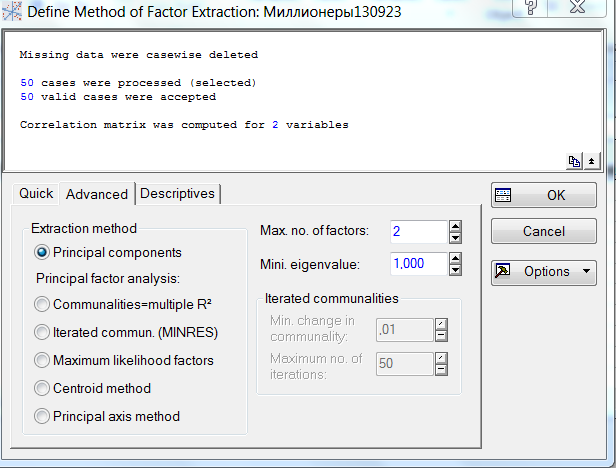 Define Method of Factor Extraction: Миллионеры130923
Missing data were casewise deleted
50 cases were processed (selected)
50 valid cases were accepted
Correlation matrix was computed for 2 variables
Quick Advanced Descriptives
OK
Cancel
Options
Extraction method
Principal components
Principal factor analysis:
Communalities=multiple R²
Iterated commun. (MINRES)
Maximum likelihood factors
Centroid method
Principal axis method
Max. no. of factors: 2
Mini. eigenvalue: 1,000
Iterated communalities
Min. change in
communality: ,01
Maximum no. of
iterations: 50